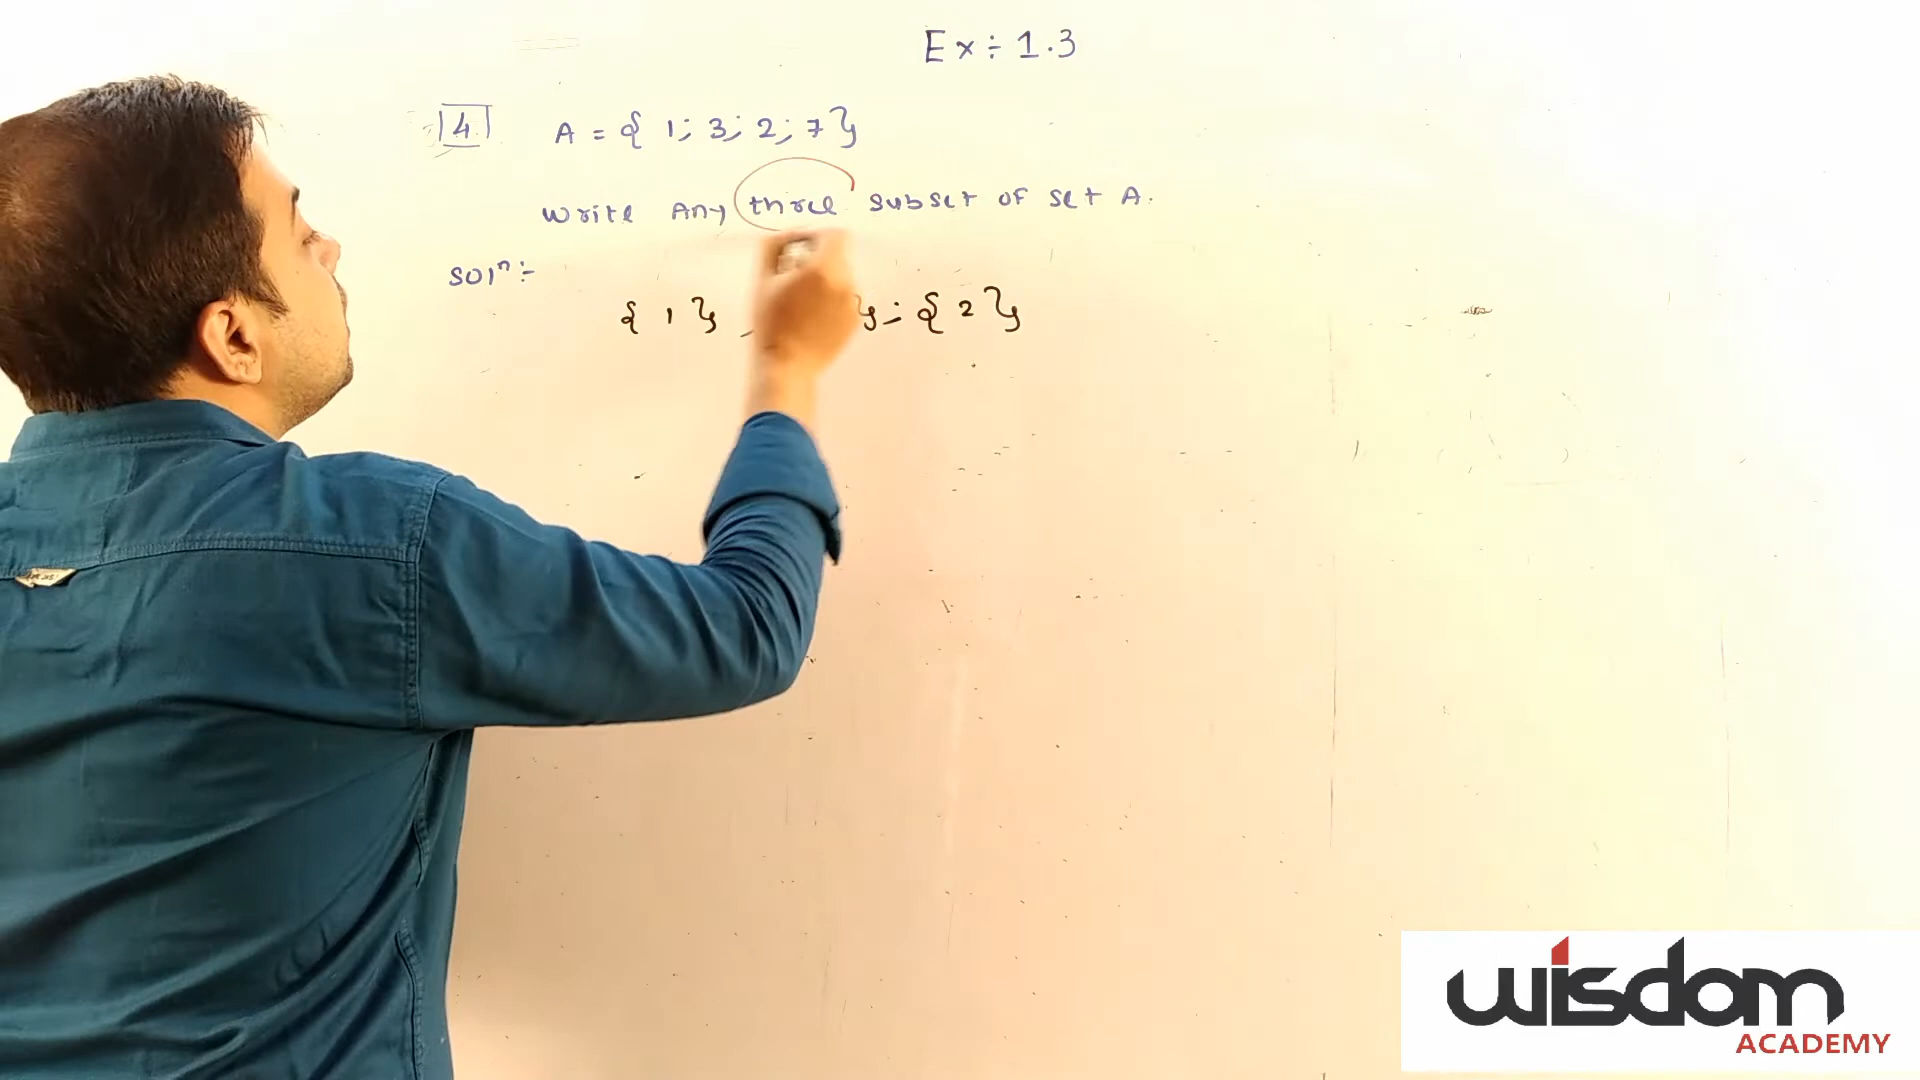 Ex÷ 1.3
4 A = { 1; 3; 2; 7}
Write Any three subset of set A.
Solⁿ:-
{ 1 } } ; { 2 }
wisdom
ACADEMY